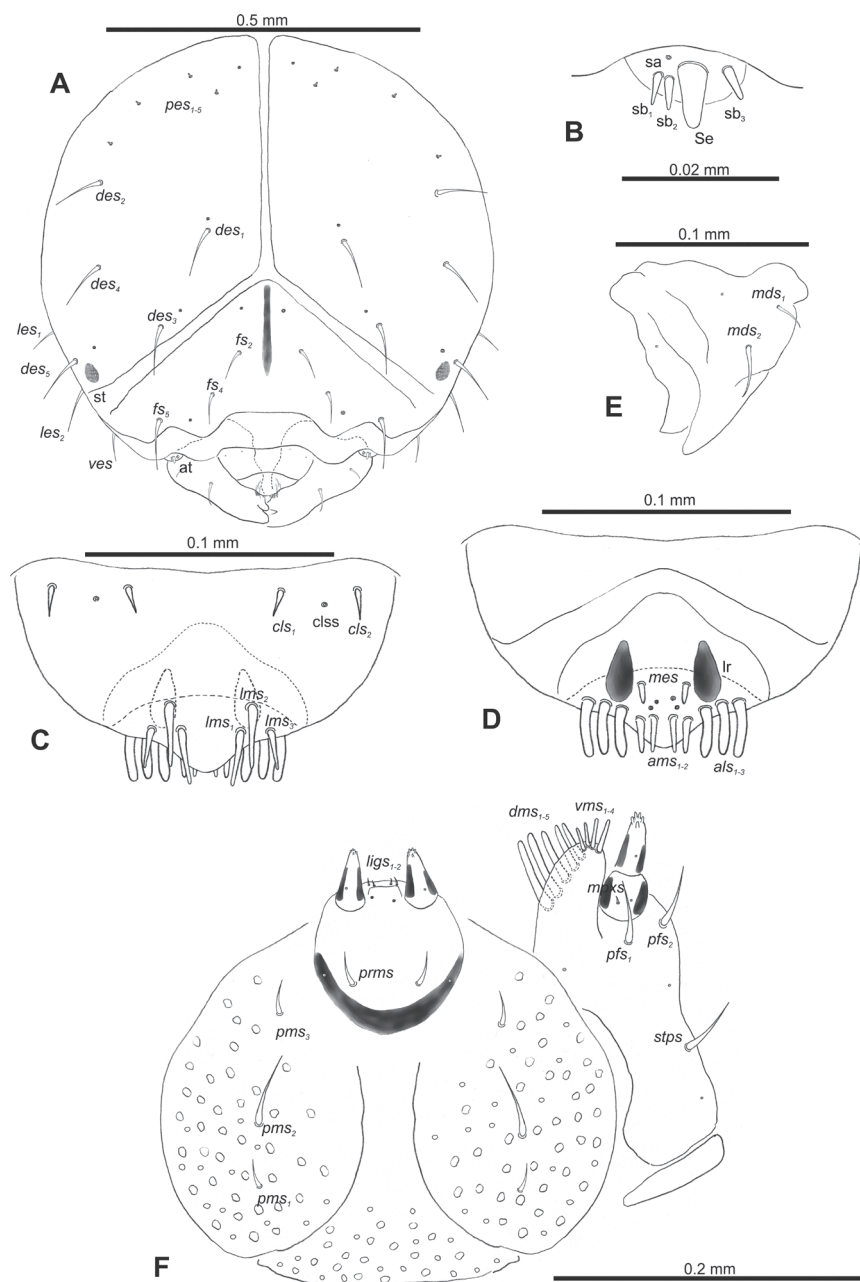 0.5 mm
A
pes₁₋₅
des₂
des₁
des₄
des₃
les₁
fs₂
des₅
st
fs₄
les₂
fs₅
ves
at
sa
sb₁
sb₂
Se
sb₃
B
0.02 mm
0.1 mm
mds₁
mds₂
E
0.1 mm
cls₁
clss
cls₂
lms₂
lms₁
lms₃
C
0.1 mm
mes
lr
D
ams₁₋₂
als₁₋₃
dms₁₋₅
vms₁₋₄
ligs₁₋₂
mpxs
pfs₁
pfs₂
prms
pms₃
stps
pms₂
pms₁
F
0.2 mm